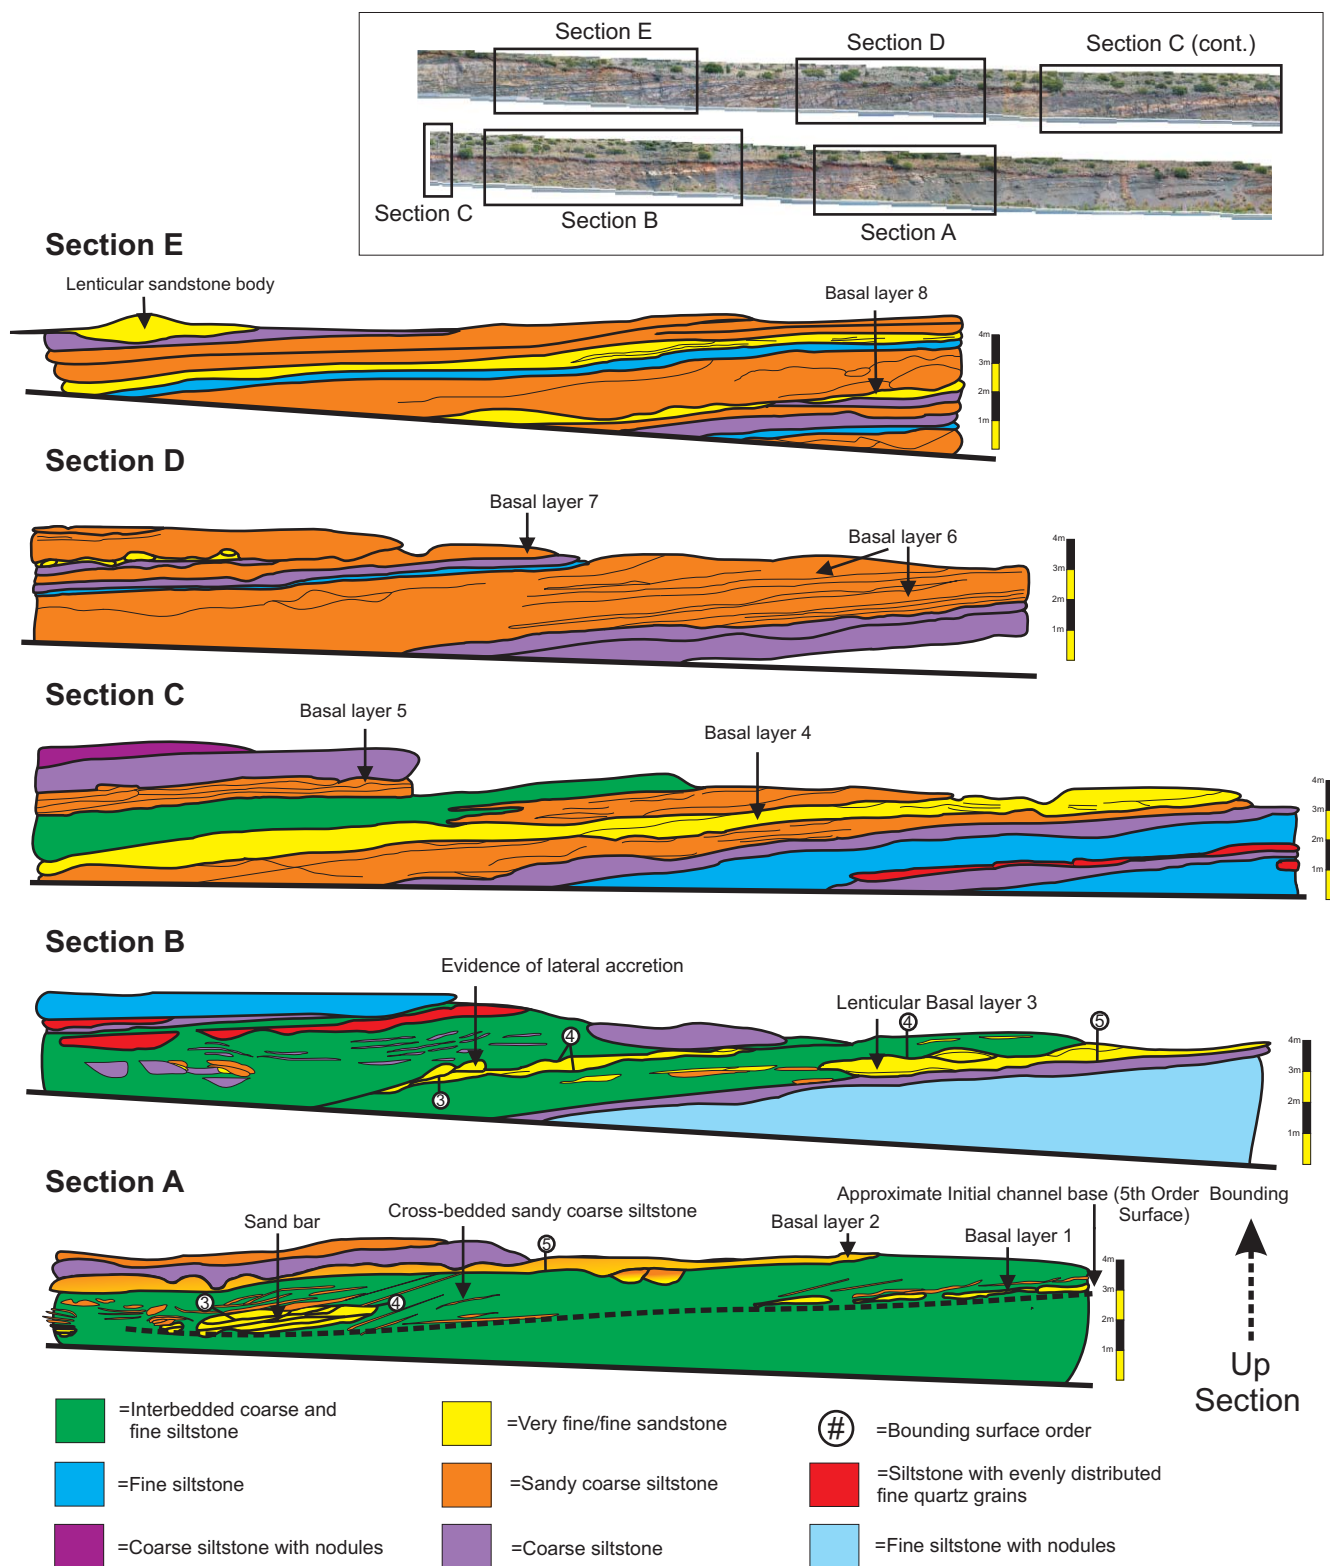 Section E
Section D
Section C (cont.)
Section C
Section B
Section A
Section E
Lenticular sandstone body
Basal layer 8
4m
3m
2m
1m
Section D
Basal layer 7
Basal layer 6
4m
3m
2m
1m
Section C
Basal layer 5
Basal layer 4
4m
3m
2m
1m
Section B
Evidence of lateral accretion
Lenticular Basal layer 3
4
4
5
3
4m
3m
2m
1m
Section A
Approximate Initial channel base (5th Order Bounding
Surface)
Cross-bedded sandy coarse siltstone
Sand bar
Basal layer 2
Basal layer 1
5
3
4
4m
3m
2m
1m
Up
Section
=Interbedded coarse and
fine siltstone
=Very fine/fine sandstone
# =Bounding surface order
=Fine siltstone
=Sandy coarse siltstone
=Siltstone with evenly distributed
fine quartz grains
=Coarse siltstone with nodules
=Coarse siltstone
=Fine siltstone with nodules